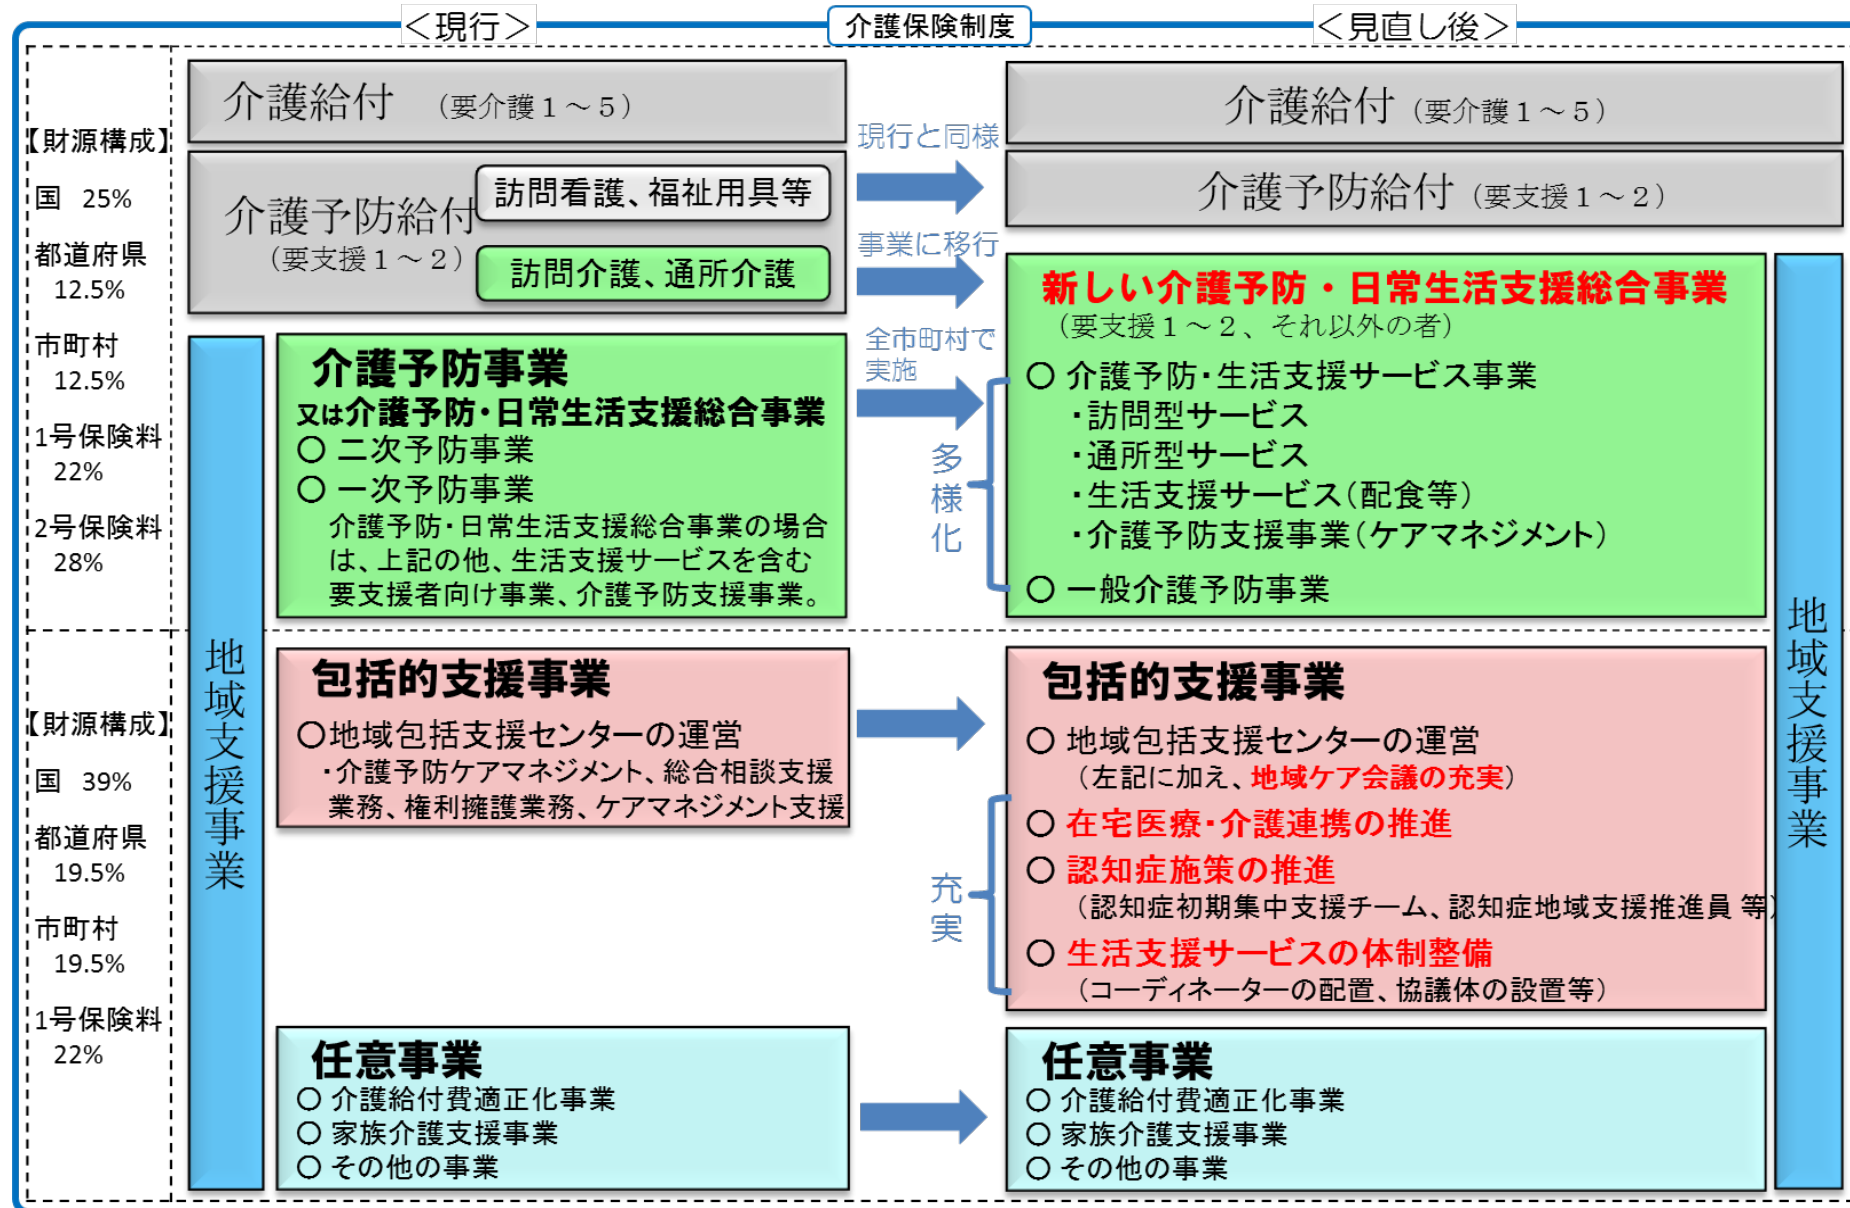 ＜現行＞
介護保険制度
＜見直し後＞
【財源構成】
国 25%
都道府県
12.5%
市町村
12.5%
1号保険料
22%
2号保険料
28%
【財源構成】
国 39%
都道府県
19.5%
市町村
19.5%
1号保険料
22%
介護給付 （要介護１～５）
介護予防給付
（要支援１～２）
訪問看護、福祉用具等
訪問介護、通所介護
地域支援事業
介護予防事業
又は介護予防・日常生活支援総合事業
○ 二次予防事業
○ 一次予防事業
介護予防・日常生活支援総合事業の場合
は、上記の他、生活支援サービスを含む
要支援者向け事業、介護予防支援事業。
包括的支援事業
○地域包括支援センターの運営
・介護予防ケアマネジメント、総合相談支援
業務、権利擁護業務、ケアマネジメント支援
任意事業
○ 介護給付費適正化事業
○ 家族介護支援事業
○ その他の事業
現行と同様
事業に移行
全市町村で
実施
多様化
充実
介護給付 （要介護１～５）
介護予防給付 （要支援１～２）
新しい介護予防・日常生活支援総合事業
（要支援１～２、それ以外の者）
○ 介護予防・生活支援サービス事業
・訪問型サービス
・通所型サービス
・生活支援サービス（配食等）
・介護予防支援事業（ケアマネジメント）
○ 一般介護予防事業
包括的支援事業
○ 地域包括支援センターの運営
（左記に加え、地域ケア会議の充実）
○ 在宅医療・介護連携の推進
○ 認知症施策の推進
（認知症初期集中支援チーム、認知症地域支援推進員 等）
○ 生活支援サービスの体制整備
（コーディネーターの配置、協議体の設置等）
任意事業
○ 介護給付費適正化事業
○ 家族介護支援事業
○ その他の事業
地域支援事業